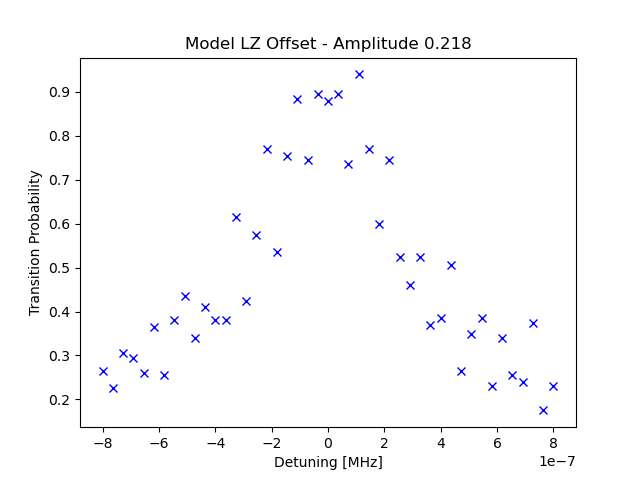 Model LZ Offset - Amplitude 0.218
Transition Probability
0.9
0.8
0.7
0.6
0.5
0.4
0.3
0.2
−8 −6 −4 −2 0 2 4 6 8
1e−7
Detuning [MHz]